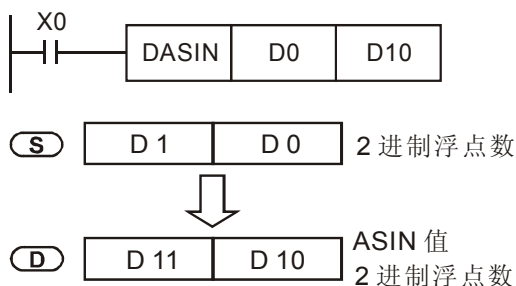 X0
DASIN D0 D10
S D 1 D 0 2 进制浮点数
ASIN 值
D D 11 D 10
2 进制浮点数